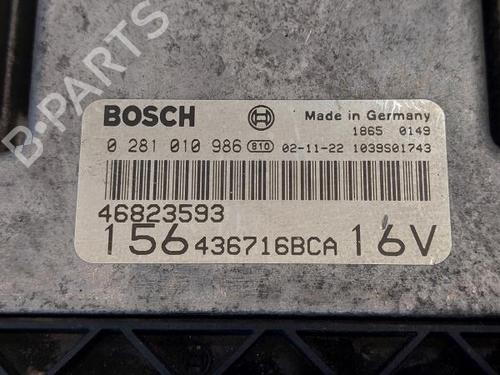 B-PARTS
BOSCH Made in Germany
1865 0149
0 281 010 986 810 02-11-22 1039S01743
46823593
156 436716BCA 16V